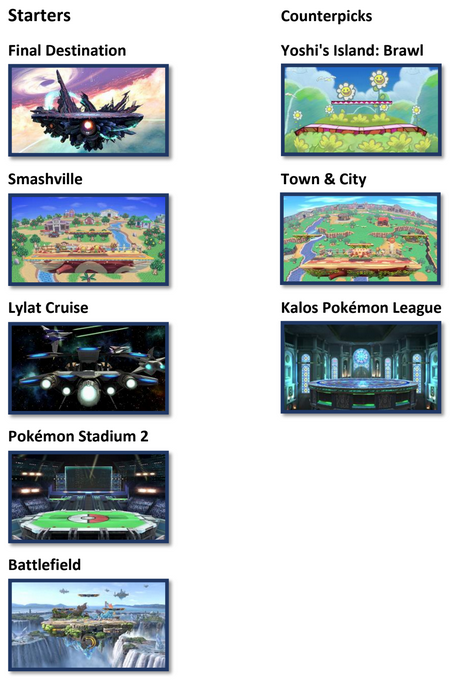 Starters
Final Destination
Smashville
Lylat Cruise
Pokémon Stadium 2
Battlefield
Counterpicks
Yoshi's Island: Brawl
Town & City
Kalos Pokémon League